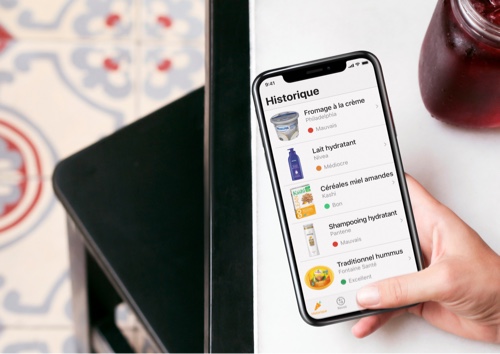 9:41
Historique
Fromage à la crème
Philadelphia
Mauvais
Lait hydratant
Nivea
Médiocre
Céréales miel amandes
Kashi
Bon
Shampooing hydratant
Pantene
Mauvais
Traditionnel hummus
Fontaine Santé
Excellent